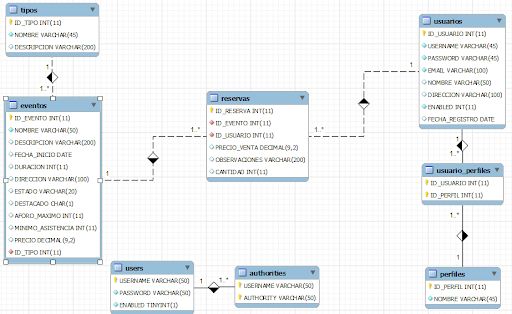 tipos
ID_TIPO INT(11)
NOMBRE VARCHAR(45)
DESCRIPCION VARCHAR(200)
1
1..*
eventos
ID_EVENTO INT(11)
NOMBRE VARCHAR(50)
DESCRIPCION VARCHAR(200)
FECHA_INICIO DATE
DURACION INT(11)
DIRECCION VARCHAR(100)
ESTADO VARCHAR(20)
DESTACADO CHAR(1)
AFORO_MAXIMO INT(11)
MINIMO_ASISTENCIA INT(11)
PRECIO DECIMAL(9,2)
ID_TIPO INT(11)
1
1..*
reservas
ID_RESERVA INT(11)
ID_EVENTO INT(11)
ID_USUARIO INT(11)
PRECIO_VENTA DECIMAL(9,2)
OBSERVACIONES VARCHAR(200)
CANTIDAD INT(11)
1..*
1
usuarios
ID_USUARIO INT(11)
USERNAME VARCHAR(45)
PASSWORD VARCHAR(45)
EMAIL VARCHAR(100)
NOMBRE VARCHAR(50)
DIRECCION VARCHAR(100)
ENABLED INT(11)
FECHA_REGISTRO DATE
1
1..*
usuario_perfiles
ID_USUARIO INT(11)
ID_PERFIL INT(11)
1..*
1
perfiles
ID_PERFIL INT(11)
NOMBRE VARCHAR(45)
users
USERNAME VARCHAR(50)
PASSWORD VARCHAR(50)
ENABLED TINYINT(1)
1
1..*
authorities
USERNAME VARCHAR(50)
AUTHORITY VARCHAR(50)